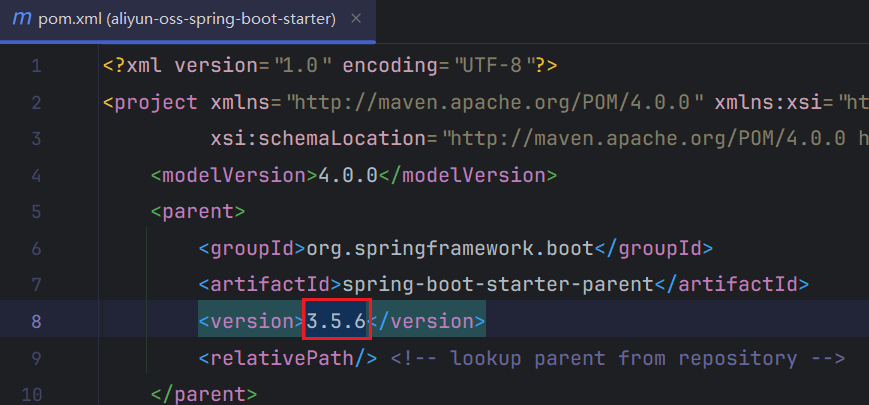 m pom.xml (aliyun-oss-spring-boot-starter) ×
1 <?xml version="1.0" encoding="UTF-8"?>
2 <project xmlns="http://maven.apache.org/POM/4.0.0" xmlns:xsi="ht
3 xsi:schemaLocation="http://maven.apache.org/POM/4.0.0 h
4 <modelVersion>4.0.0</modelVersion>
5 <parent>
6 <groupId>org.springframework.boot</groupId>
7 <artifactId>spring-boot-starter-parent</artifactId>
8 <version>3.5.6</version>
9 <relativePath/> <!-- lookup parent from repository -->
10 </parent>